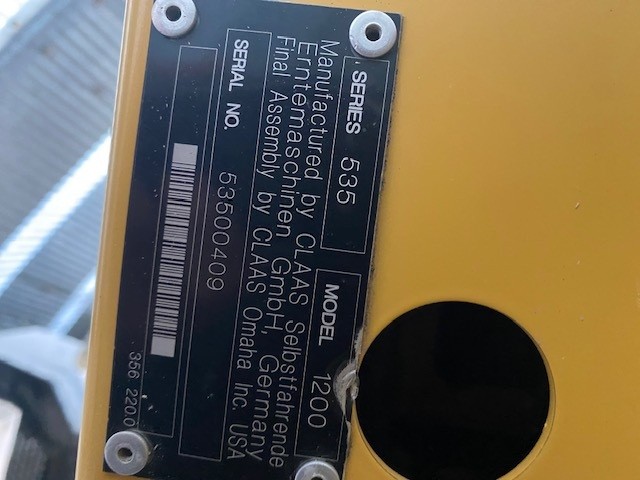 SERIES 535 MODEL 1200
Manufactured by CLAAS Selbstfahrende
Erntemaschinen GmbH, Germany
Final Assembly by CLAAS Omaha Inc. USA
SERIAL NO. 53500409
356 220.0